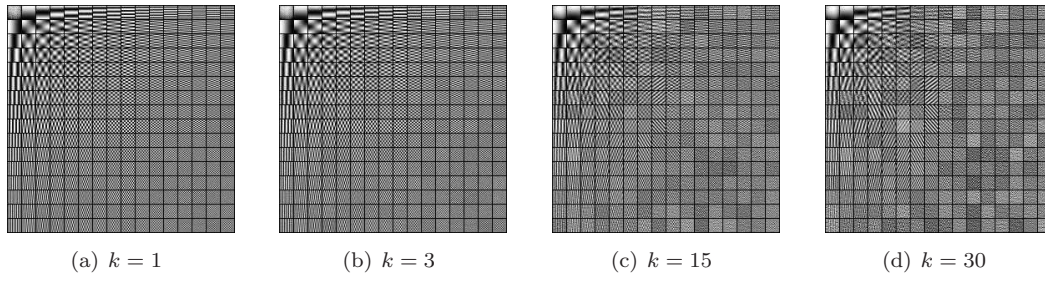 (a) k = 1
(b) k = 3
(c) k = 15
(d) k = 30